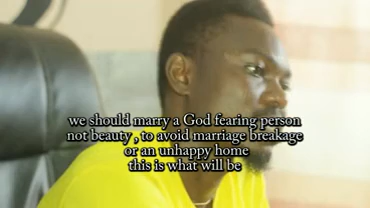 we should marry a God fearing person
not beauty , to avoid marriage breakage
or an unhappy home
this is what will be